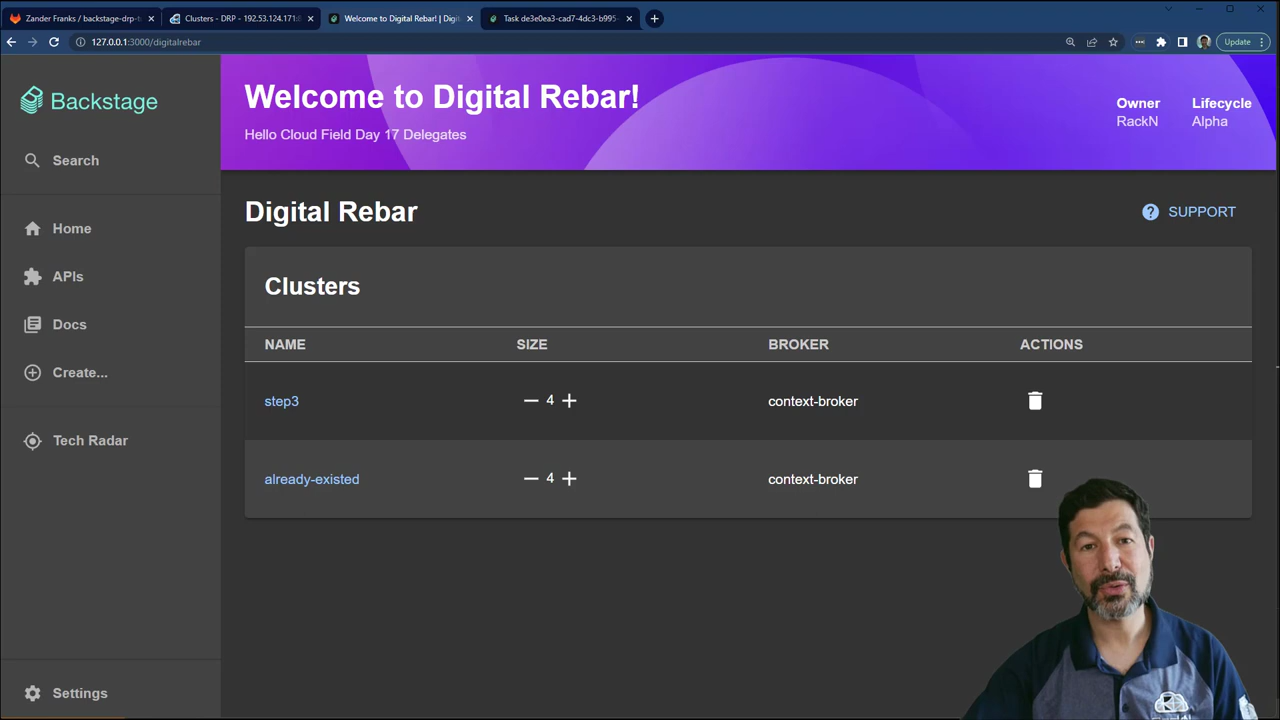 Zander Franks / backstage-drp-t
Clusters - DRP - 192.53.124.171:8
Welcome to Digital Rebar! | Digit
Task de3e0ea3-cad7-4dc3-b995-
127.0.0.1:3000/digitalrebar
Update
Backstage
Search
Home
APIs
Docs
Create...
Tech Radar
Settings
Welcome to Digital Rebar!
Hello Cloud Field Day 17 Delegates
Owner
RackN
Lifecycle
Alpha
Digital Rebar
SUPPORT
Clusters
NAME SIZE BROKER ACTIONS
step3 4 context-broker
already-existed 4 context-broker